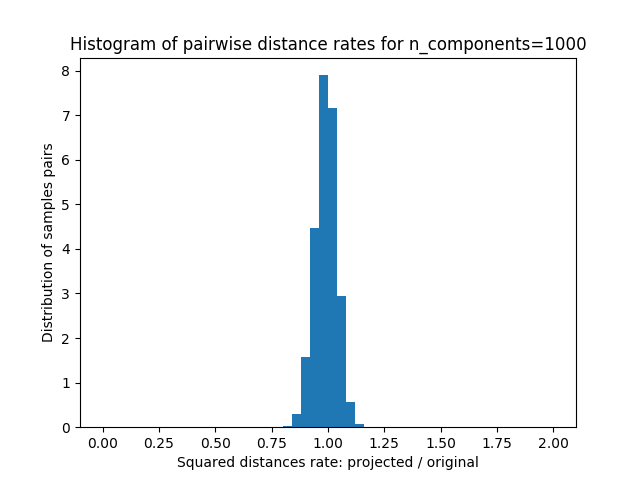 Histogram of pairwise distance rates for n_components=1000
Distribution of samples pairs
8
7
6
5
4
3
2
1
0
0.00 0.25 0.50 0.75 1.00 1.25 1.50 1.75 2.00
Squared distances rate: projected / original